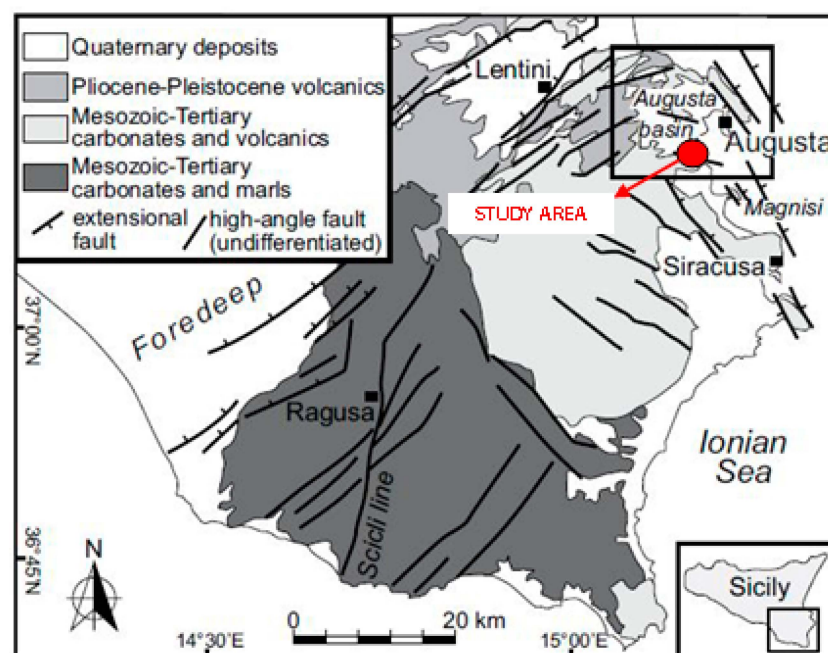 Quaternary deposits
Pliocene-Pleistocene volcanics
Mesozoic-Tertiary
carbonates and volcanics
Mesozoic-Tertiary
carbonates and marls
extensional
fault
high-angle fault
(undifferentiated)
Lentini
Augusta
basin
Augusta
STUDY AREA
Magnisi
Siracusa
Foredeep
37°00'N
Ragusa
Scicli line
Ionian
Sea
36°45'N
N
0
20 km
Sicily
14°30'E
15°00'E